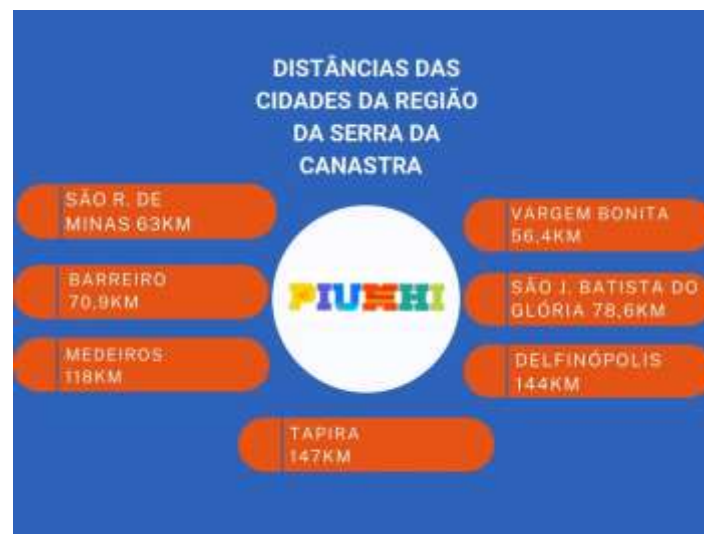 DISTÂNCIAS DAS
CIDADES DA REGIÃO
DA SERRA DA
CANASTRA
SÃO R. DE
MINAS 63KM
BARREIRO
70,9KM
MEDEIROS
118KM
PIUMHI
VARGEM BONITA
56,4KM
SÃO J. BATISTA DO
GLÓRIA 78,6KM
DELFINÓPOLIS
144KM
TAPIRA
147KM